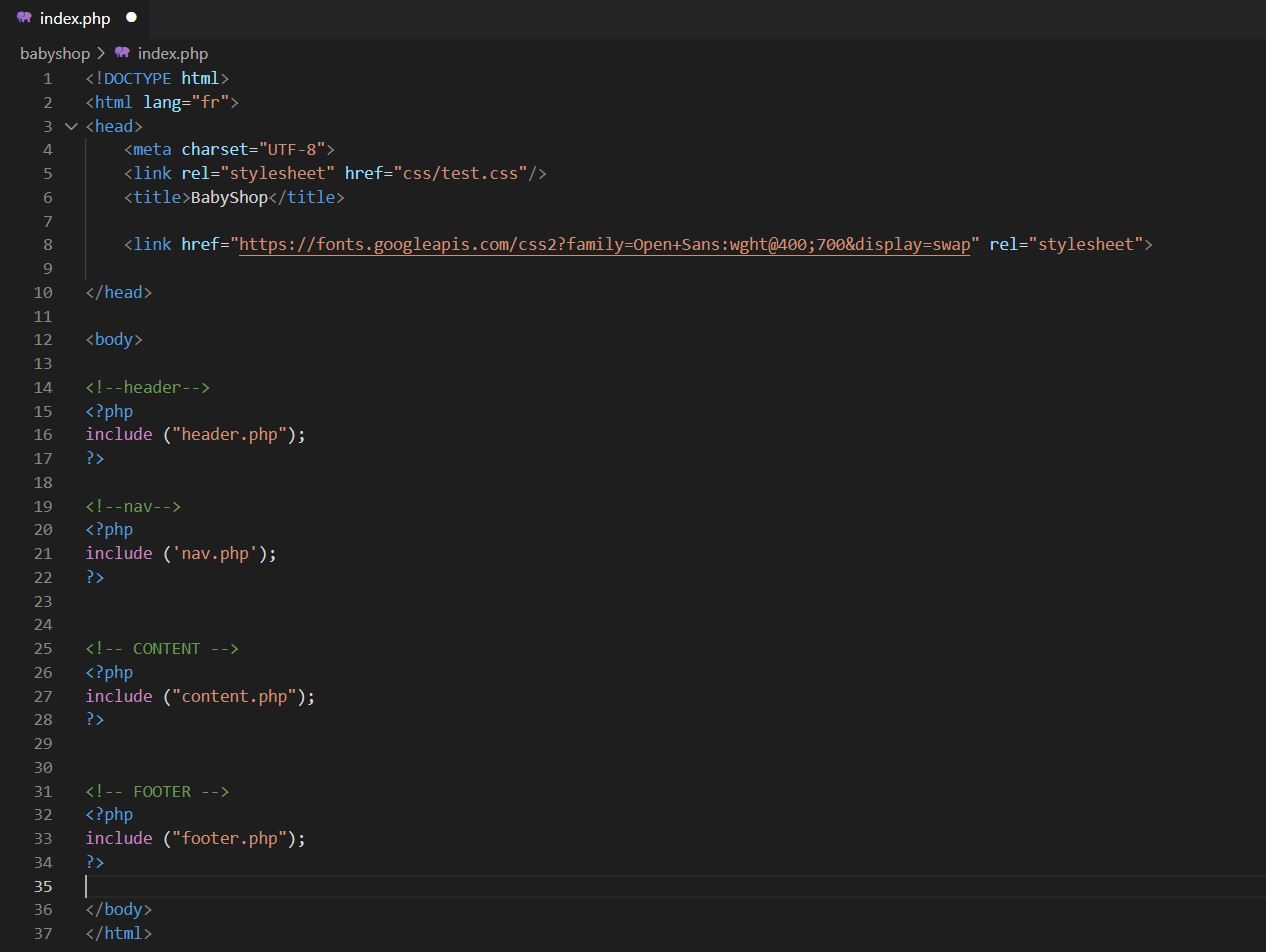 index.php
babyshop > index.php
1 <!DOCTYPE html>
2 <html lang="fr">
3 <head>
4 <meta charset="UTF-8">
5 <link rel="stylesheet" href="css/test.css"/>
6 <title>BabyShop</title>
7
8 <link href="https://fonts.googleapis.com/css2?family=Open+Sans:wght@400;700&display=swap" rel="stylesheet">
9
10 </head>
11
12 <body>
13
14 <!--header-->
15 <?php
16 include ("header.php");
17 ?>
18
19 <!--nav-->
20 <?php
21 include ('nav.php');
22 ?>
23
24
25 <!-- CONTENT -->
26 <?php
27 include ("content.php");
28 ?>
29
30
31 <!-- FOOTER -->
32 <?php
33 include ("footer.php");
34 ?>
35
36 </body>
37 </html>